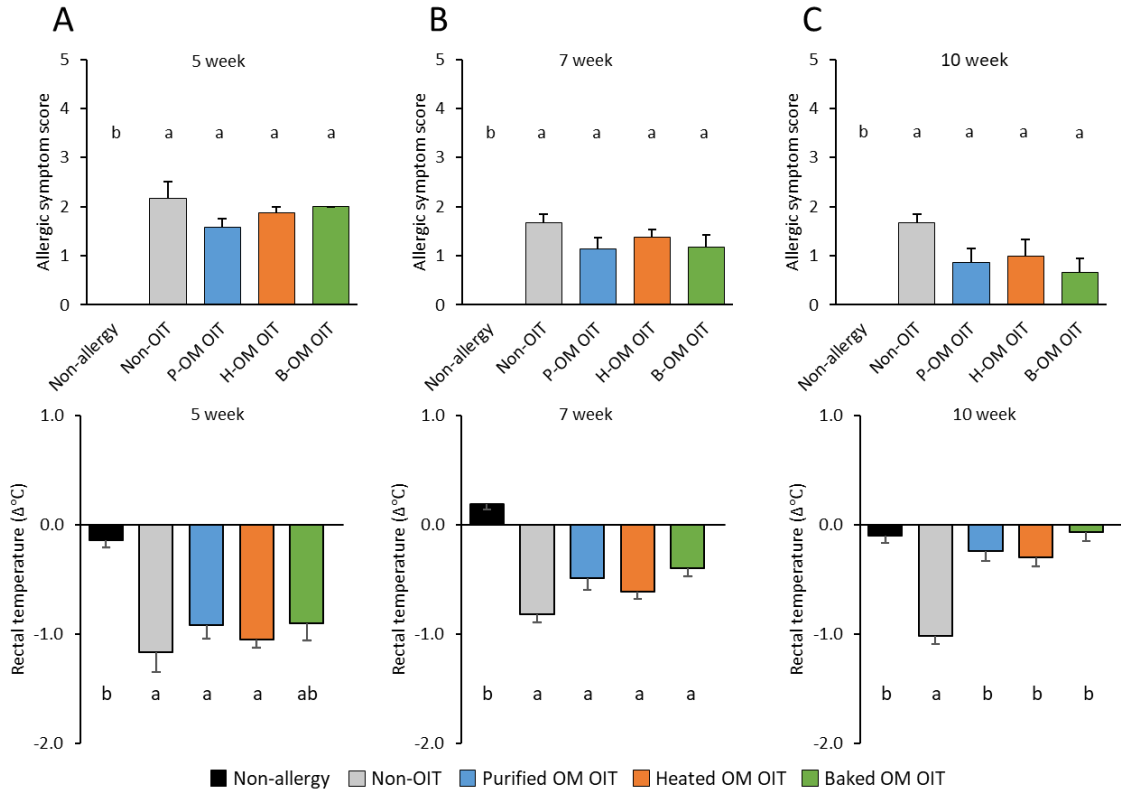 A
B
C
5 week
7 week
10 week
Allergic symptom score
5
4
3
2
1
0
b a a a a
Non-allergy
Non-OIT
P-OM OIT
H-OM OIT
B-OM OIT
Allergic symptom score
5
4
3
2
1
0
b a a a a
Non-allergy
Non-OIT
P-OM OIT
H-OM OIT
B-OM OIT
Allergic symptom score
5
4
3
2
1
0
b a a a a
Non-allergy
Non-OIT
P-OM OIT
H-OM OIT
B-OM OIT
5 week
Rectal temperature (Δ°C)
1.0
0.0
-1.0
-2.0
b a a a ab
7 week
Rectal temperature (Δ°C)
1.0
0.0
-1.0
-2.0
b a a a a
10 week
Rectal temperature (Δ°C)
1.0
0.0
-1.0
-2.0
b a b b b
Non-allergy Non-OIT Purified OM OIT Heated OM OIT Baked OM OIT